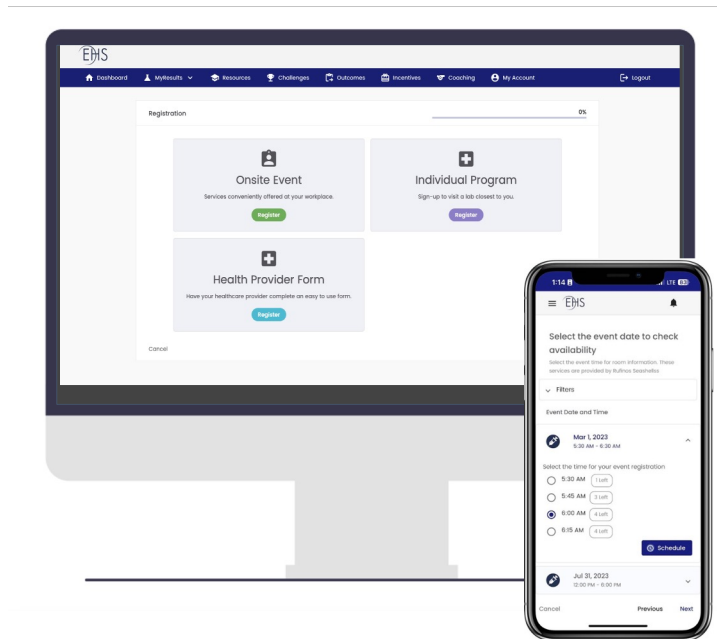 EHS
Dashboard MyResults Resources Challenges Outcomes Incentives Coaching My Account Logout
Registration 0%
Onsite Event
Services conveniently offered at your workplace.
Register
Individual Program
Sign-up to visit a lab closest to you.
Register
Health Provider Form
Have your healthcare provider complete an easy to use form.
Register
Cancel
1:14 LTE 83
EHS
Select the event date to check
availability
Select the event time for room information. These
services are provided by Rufinos Seashells
Filters
Event Date and Time
Mar 1, 2023
5:30 AM - 6:30 AM
Select the time for your event registration
5:30 AM 1 Left
5:45 AM 3 Left
6:00 AM 4 Left
6:15 AM 4 Left
Schedule
Jul 31, 2023
12:00 PM - 6:00 PM
Cancel Previous Next